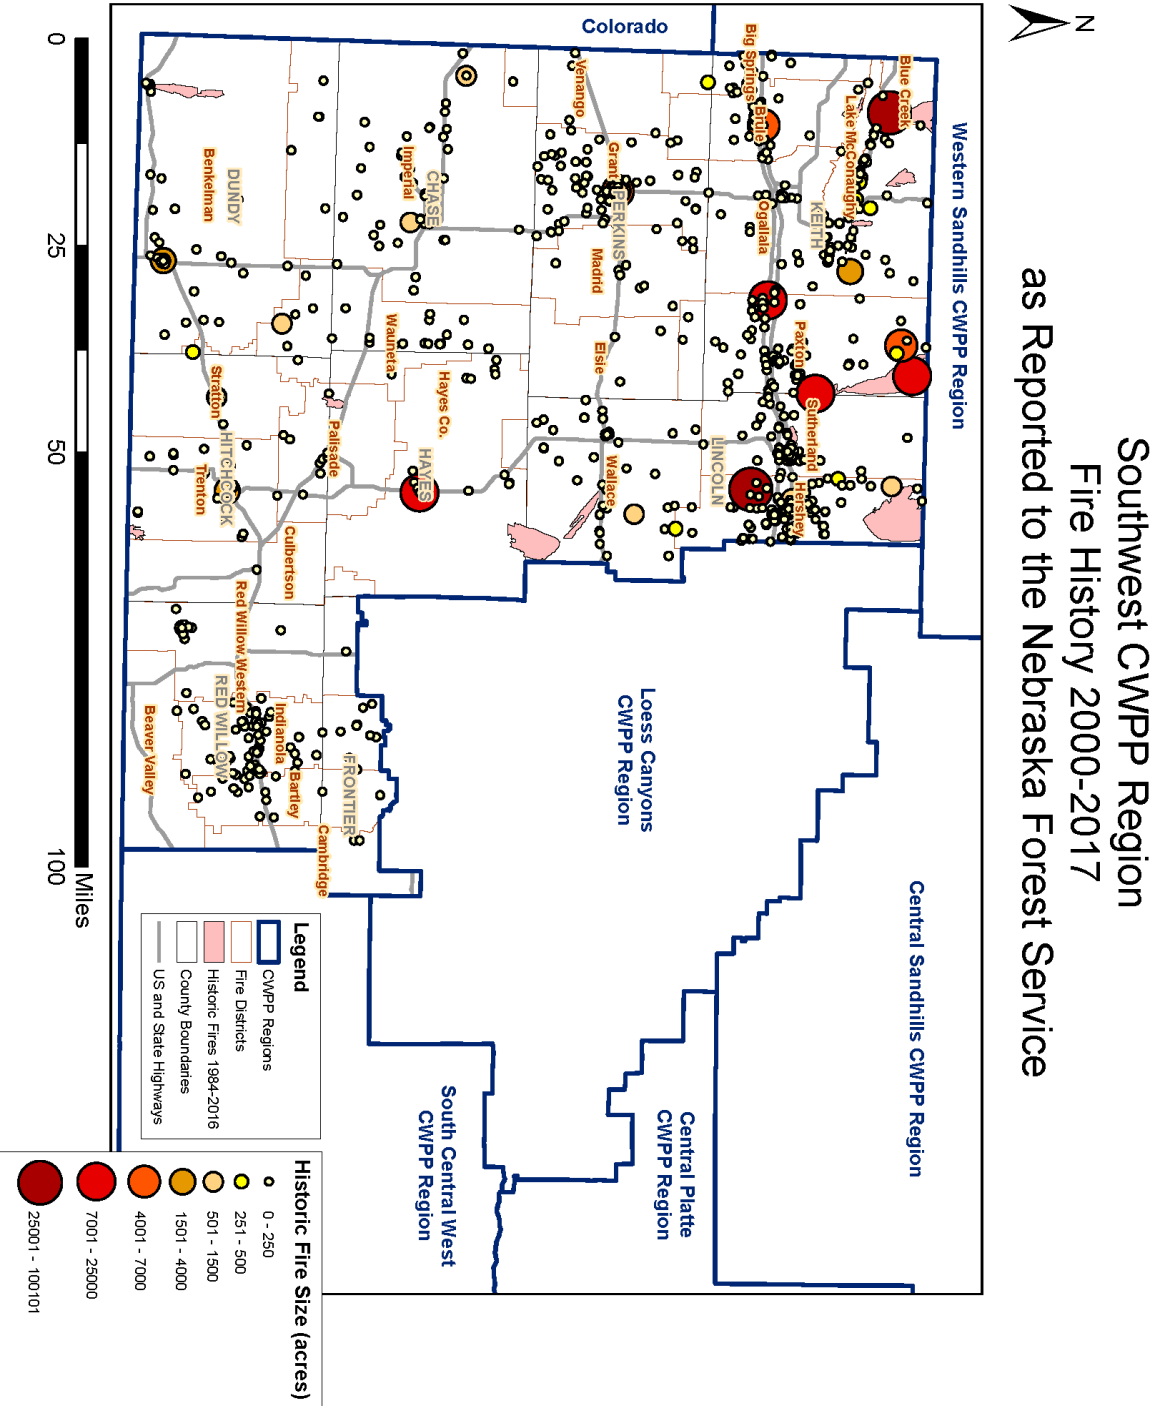 Southwest CWPP Region
Fire History 2000-2017
as Reported to the Nebraska Forest Service
N
Western Sandhills CWPP Region
Central Sandhills CWPP Region
Colorado
Loess Canyons
CWPP Region
Central Platte
CWPP Region
South Central West
CWPP Region
Blue Creek
Lake McConaughy
Big Springs
Brule
KEITH
Ogallala
Paxton
Sutherland
Hershey
LINCOLN
Venango
Grant
PERKINS
Madrid
Elsie
Wallace
Imperial
CHASE
Wauneta
Hayes Co.
HAYES
Palisade
DUNDY
Benkelman
Stratton
HITCHCOCK
Trenton
Culbertson
Red Willow Western
RED WILLOW
Indianola
Bartley
FRONTIER
Cambridge
Beaver Valley
0
25
50
100
Miles
Legend
CWPP Regions
Fire Districts
Historic Fires 1984-2016
County Boundaries
US and State Highways
Historic Fire Size (acres)
0 - 250
251 - 500
501 - 1500
1501 - 4000
4001 - 7000
7001 - 25000
25001 - 100101